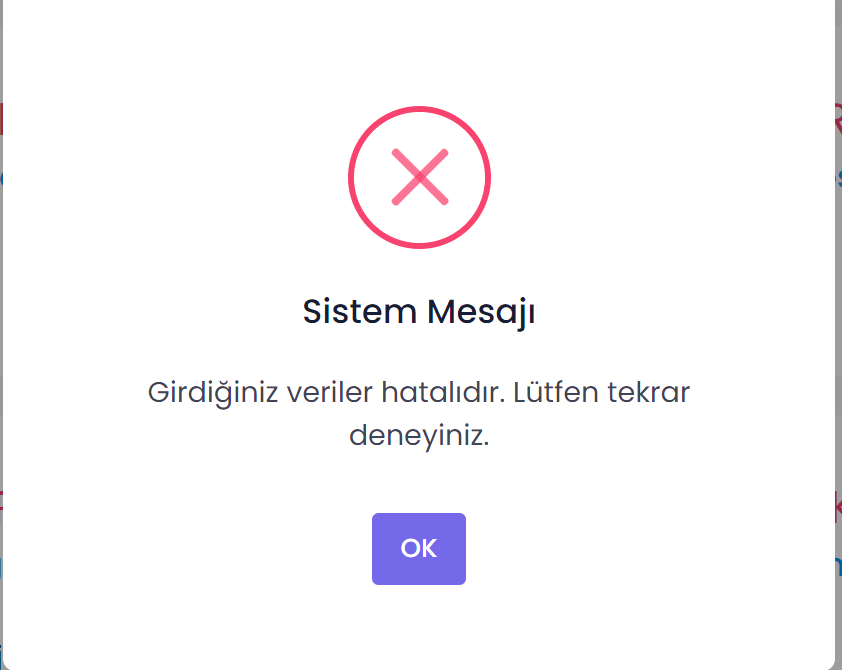 Sistem Mesajı
Girdiğiniz veriler hatalıdır. Lütfen tekrar
deneyiniz.
OK